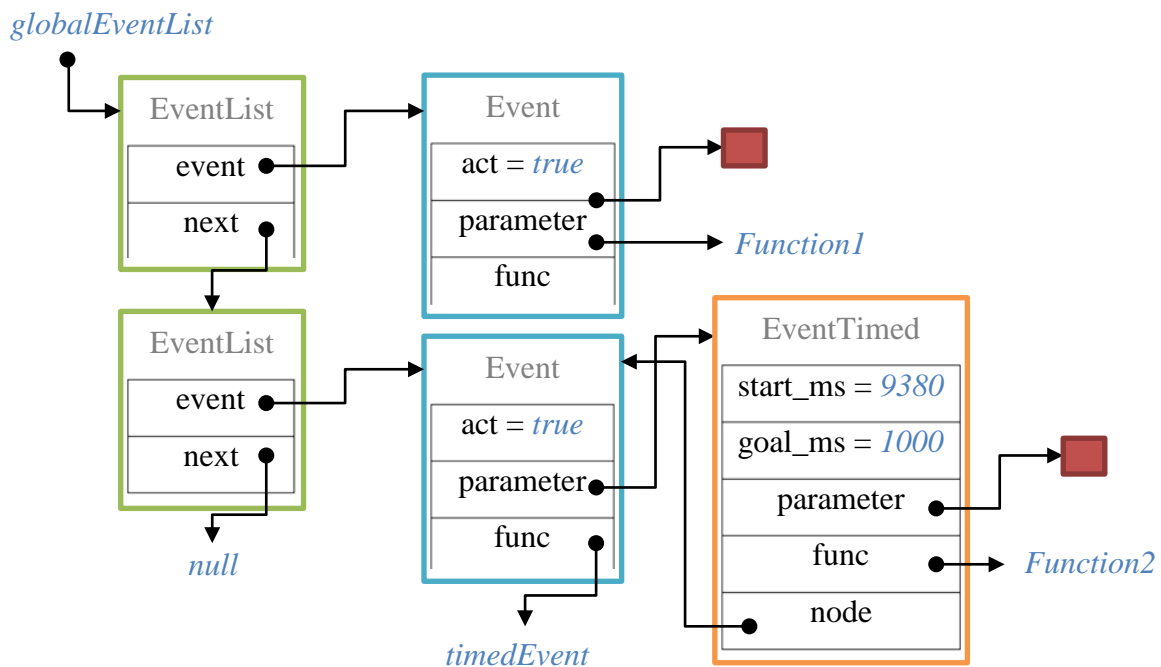 globalEventList
EventList
event
next
Event
act = true
parameter
func
Function1
EventList
event
next
null
Event
act = true
parameter
func
timedEvent
EventTimed
start_ms = 9380
goal_ms = 1000
parameter
func
node
Function2